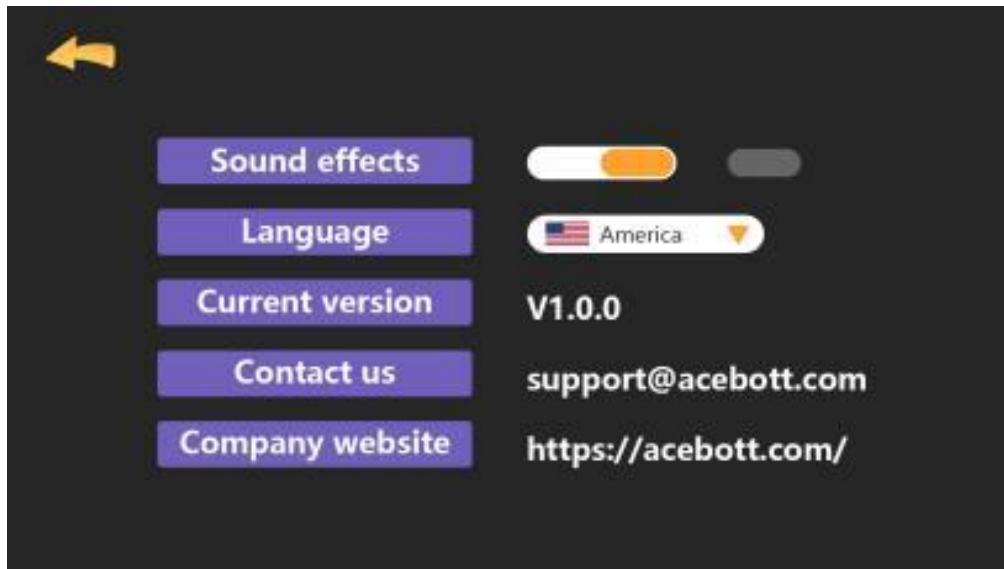 Sound effects
Language
America
Current version
V1.0.0
Contact us
support@acebott.com
Company website
https://acebott.com/